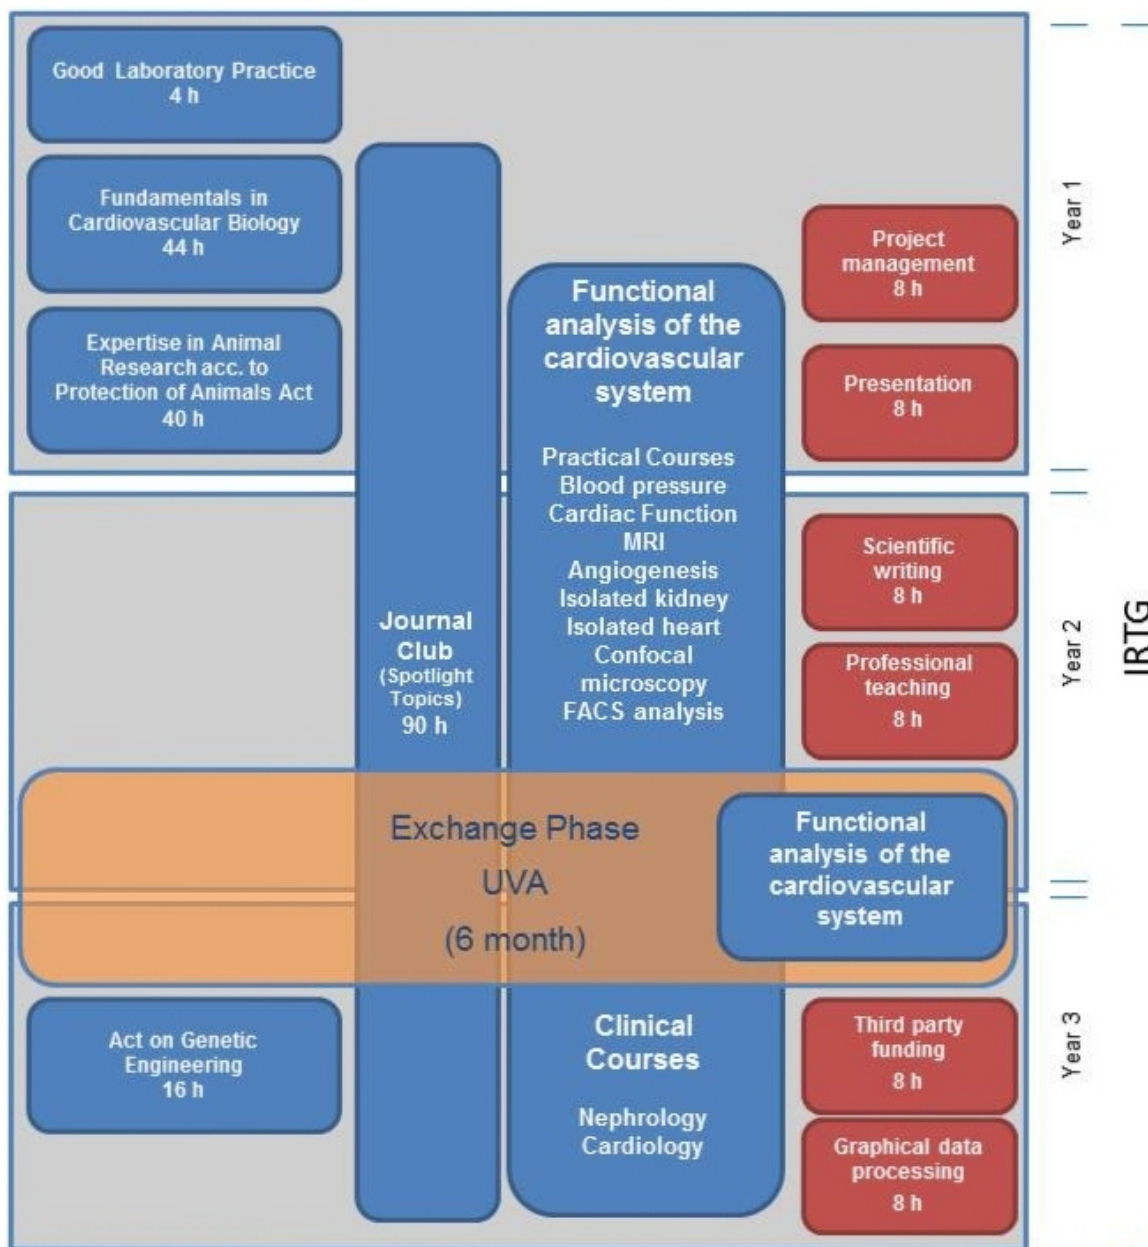 Good Laboratory Practice
4 h
Fundamentals in
Cardiovascular Biology
44 h
Expertise in Animal
Research acc. to
Protection of Animals Act
40 h
Journal
Club
(Spotlight
Topics)
90 h
Functional
analysis of the
cardiovascular
system
Practical Courses
Blood pressure
Cardiac Function
MRI
Angiogenesis
Isolated kidney
Isolated heart
Confocal
microscopy
FACS analysis
Project
management
8 h
Presentation
8 h
Year 1
Scientific
writing
8 h
Professional
teaching
8 h
Year 2
IRTG
Exchange Phase
UVA
(6 month)
Functional
analysis of the
cardiovascular
system
Act on Genetic
Engineering
16 h
Clinical
Courses
Nephrology
Cardiology
Third party
funding
8 h
Graphical data
processing
8 h
Year 3